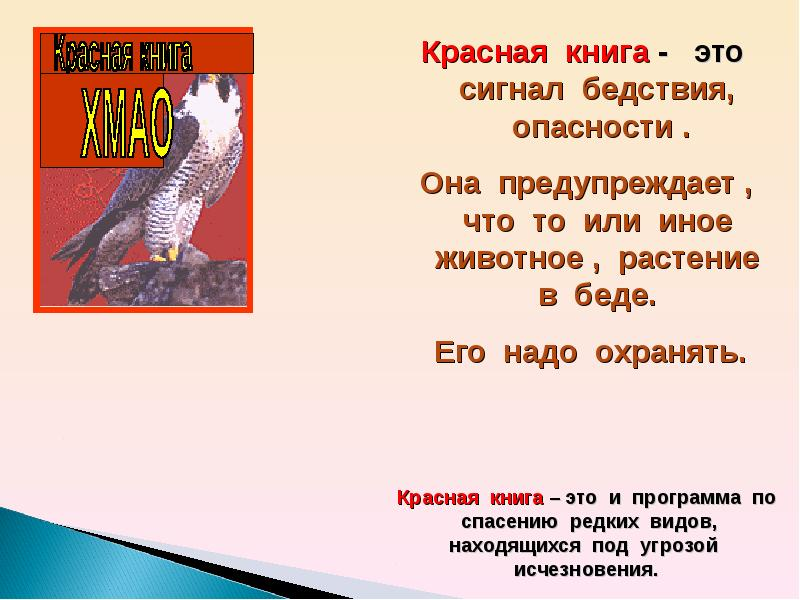 Красная книга
ХМАО
Красная книга - это
сигнал бедствия,
опасности .
Она предупреждает ,
что то или иное
животное , растение
в беде.
Его надо охранять.
Красная книга – это и программа по
спасению редких видов,
находящихся под угрозой
исчезновения.